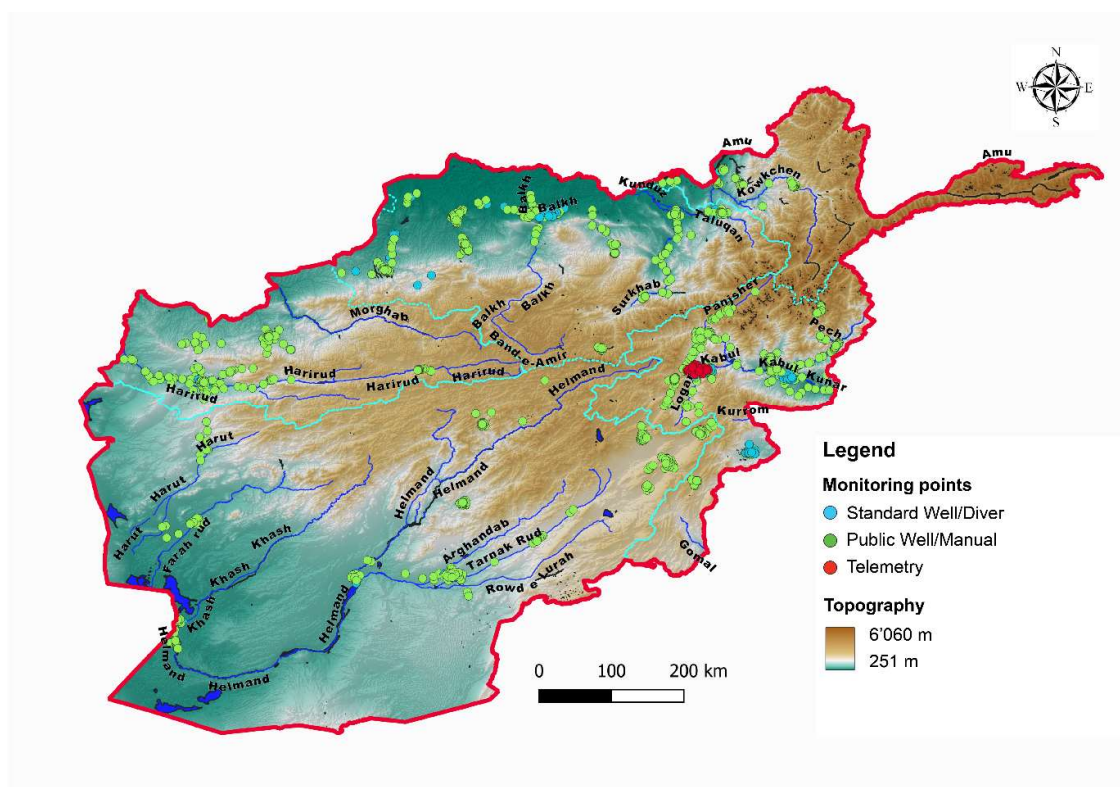 N
W E
S
Amu
Amu
Kunduz
Kowkchen
Balkh
Balkh
Taluqan
Surkhab
Panjsher
Balkh
Balkh
Morghab
Pech
Band-e-Amir
Kabul
Kabul
Kunar
Harirud
Harirud
Harirud
Harirud
Helmand
Logar
Kurrom
Harut
Helmand
Helmand
Harut
Harut
Farah rud
Khash
Khash
Khash
Arghandab
Tarnak Rud
Rowd e Lurah
Gomal
Helmand
Helmand
Helmand
0 100 200 km
Legend
Monitoring points
Standard Well/Diver
Public Well/Manual
Telemetry
Topography
6’060 m
251 m